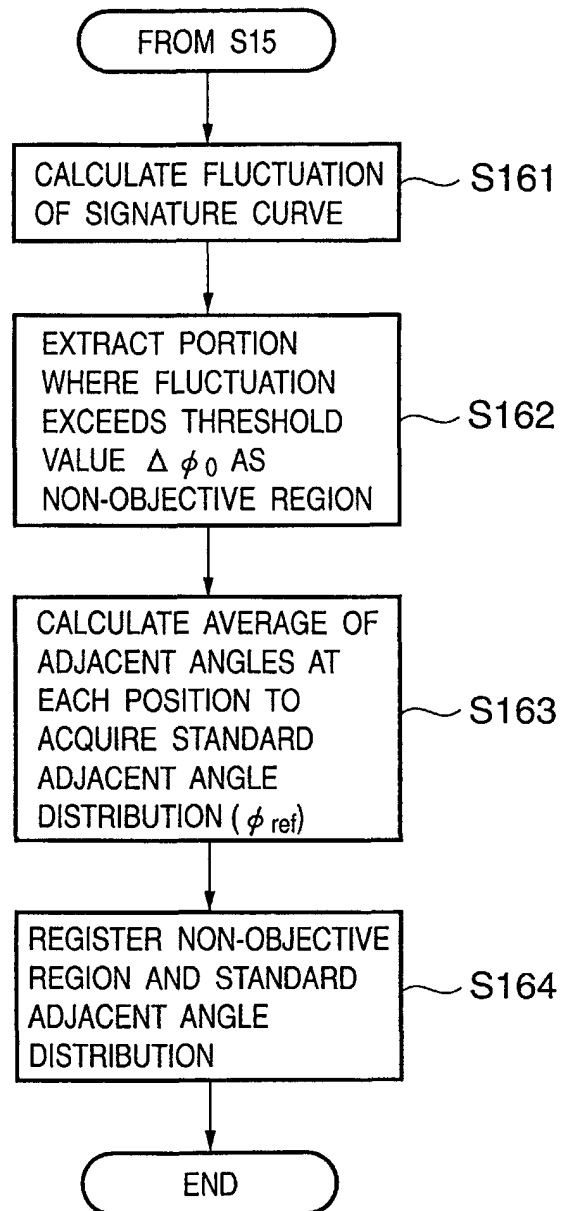 FROM S15
CALCULATE FLUCTUATION
OF SIGNATURE CURVE
S161
EXTRACT PORTION
WHERE FLUCTUATION
EXCEEDS THRESHOLD
VALUE Δ ϕ₀ AS
NON-OBJECTIVE REGION
S162
CALCULATE AVERAGE OF
ADJACENT ANGLES AT
EACH POSITION TO
ACQUIRE STANDARD
ADJACENT ANGLE
DISTRIBUTION (ϕ ref)
S163
REGISTER NON-OBJECTIVE
REGION AND STANDARD
ADJACENT ANGLE
DISTRIBUTION
S164
END